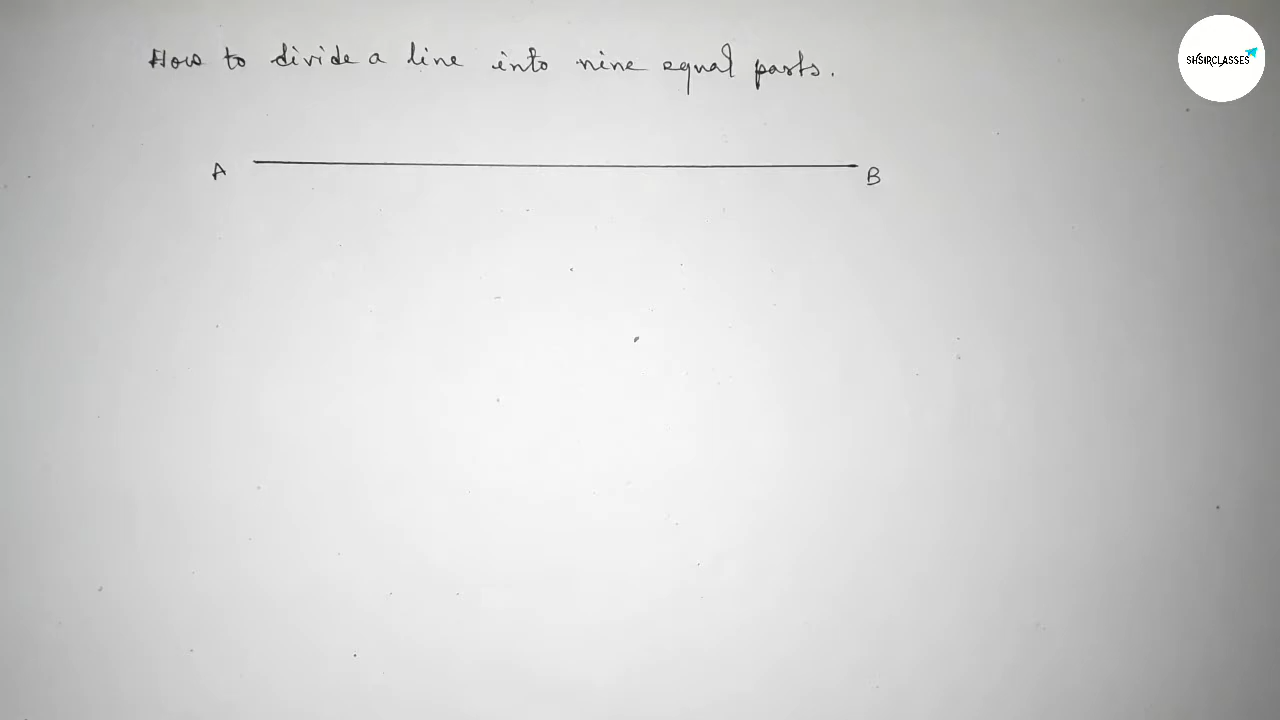 How to divide a line into nine equal parts.
SHSIRCLASSES
A
B